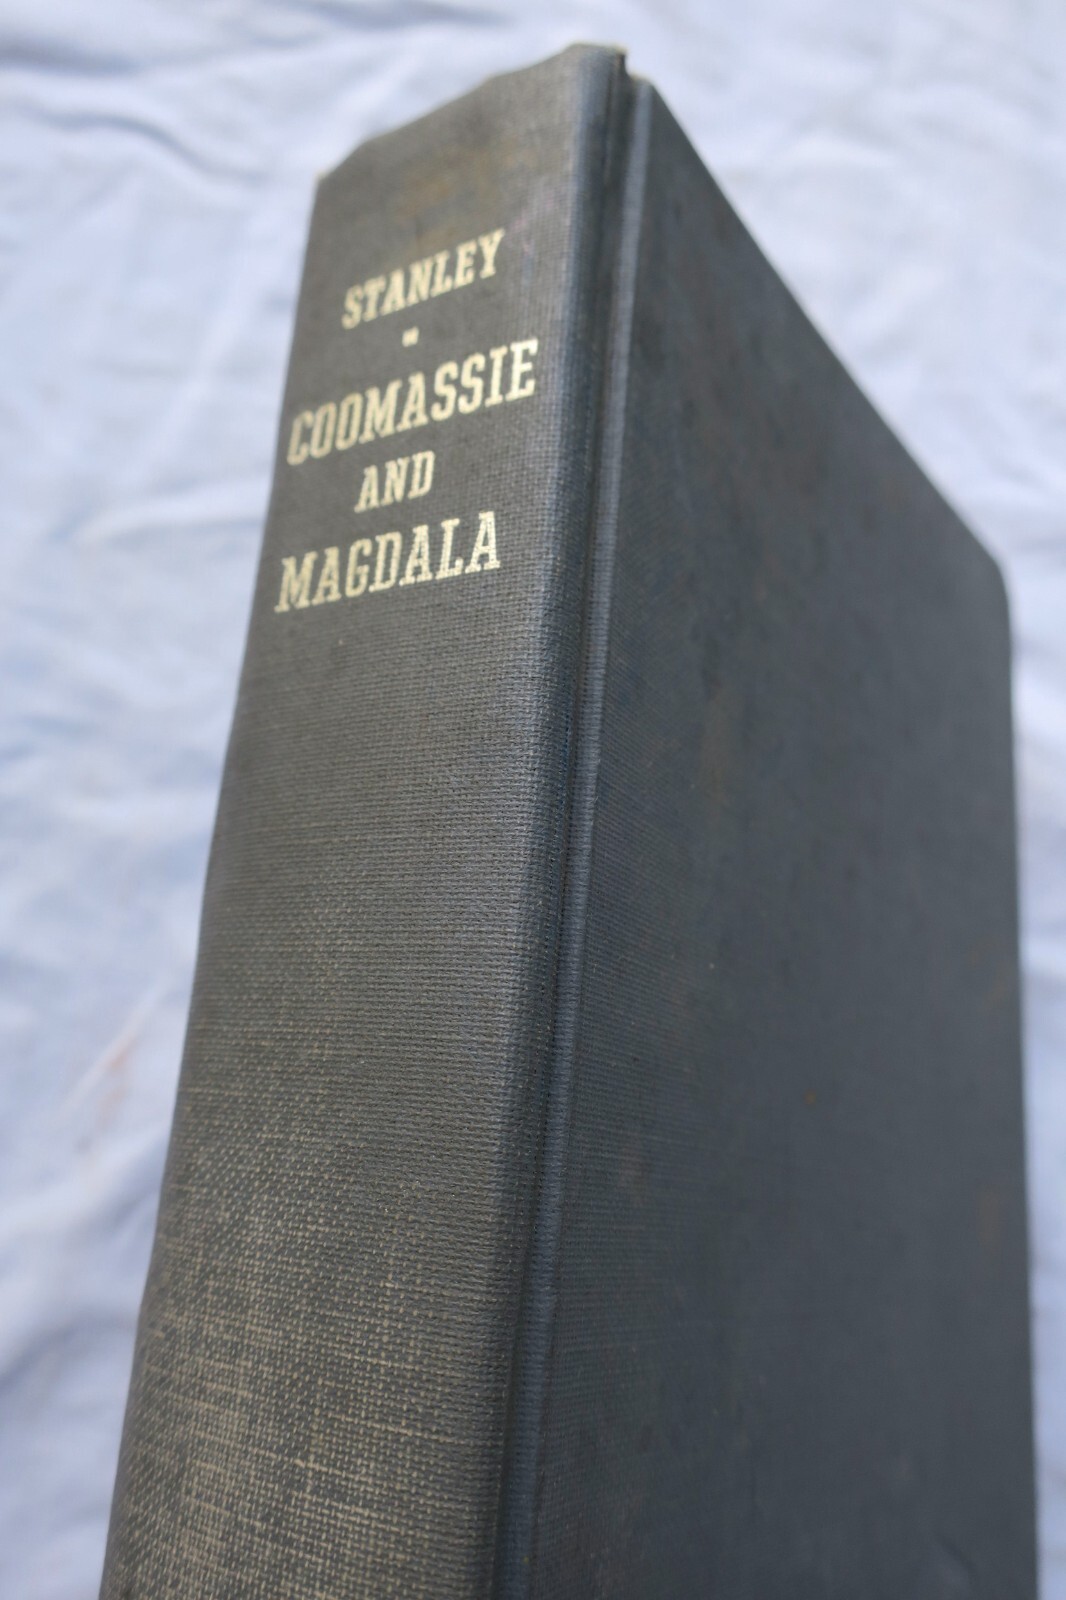 STANLEY
-
COOMASSIE
AND
MAGDALA